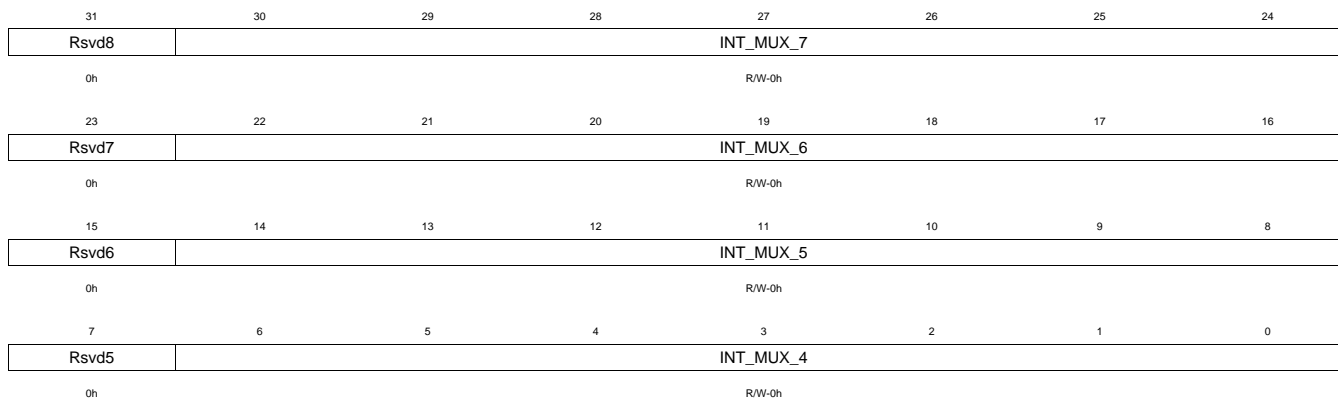 31 30 29 28 27 26 25 24
Rsvd8 INT_MUX_7
0h R/W-0h
23 22 21 20 19 18 17 16
Rsvd7 INT_MUX_6
0h R/W-0h
15 14 13 12 11 10 9 8
Rsvd6 INT_MUX_5
0h R/W-0h
7 6 5 4 3 2 1 0
Rsvd5 INT_MUX_4
0h R/W-0h